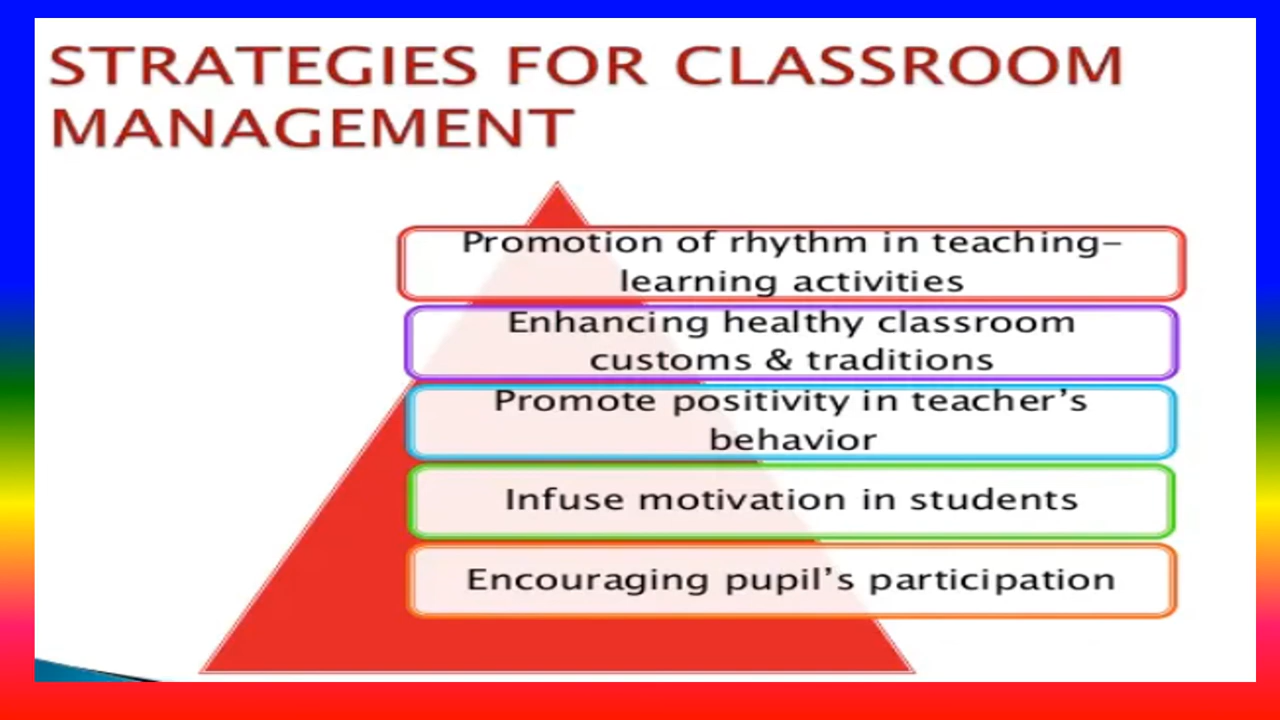 STRATEGIES FOR CLASSROOM
MANAGEMENT
Promotion of rhythm in teaching-
learning activities
Enhancing healthy classroom
customs & traditions
Promote positivity in teacher’s
behavior
Infuse motivation in students
Encouraging pupil’s participation